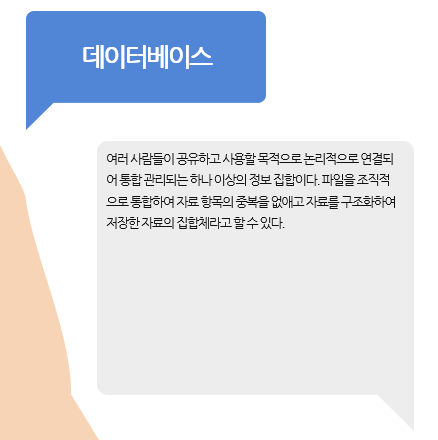 데이터베이스
여러 사람들이 공유하고 사용할 목적으로 논리적으로 연결되
어 통합 관리되는 하나 이상의 정보 집합이다. 파일을 조직적
으로 통합하여 자료 항목의 중복을 없애고 자료를 구조화하여
저장한 자료의 집합체라고 할 수 있다.